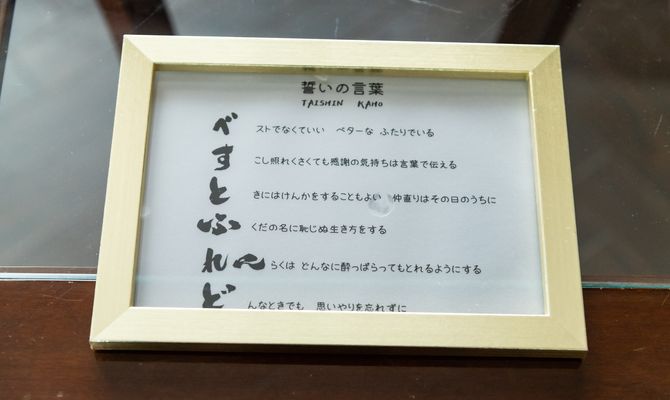 誓いの言葉
TAISHIN KAHO
べストでなくていい ベターな ふたりでいる
すこし照れくさくても感謝の気持ちは言葉で伝える
ときにはけんかをすることもよい 仲直りはその日のうちに
ふくだの名に恥じぬ生き方をする
れんらくは どんなに酔っぱらってもとれるようにする
どんなときでも 思いやりを忘れずに